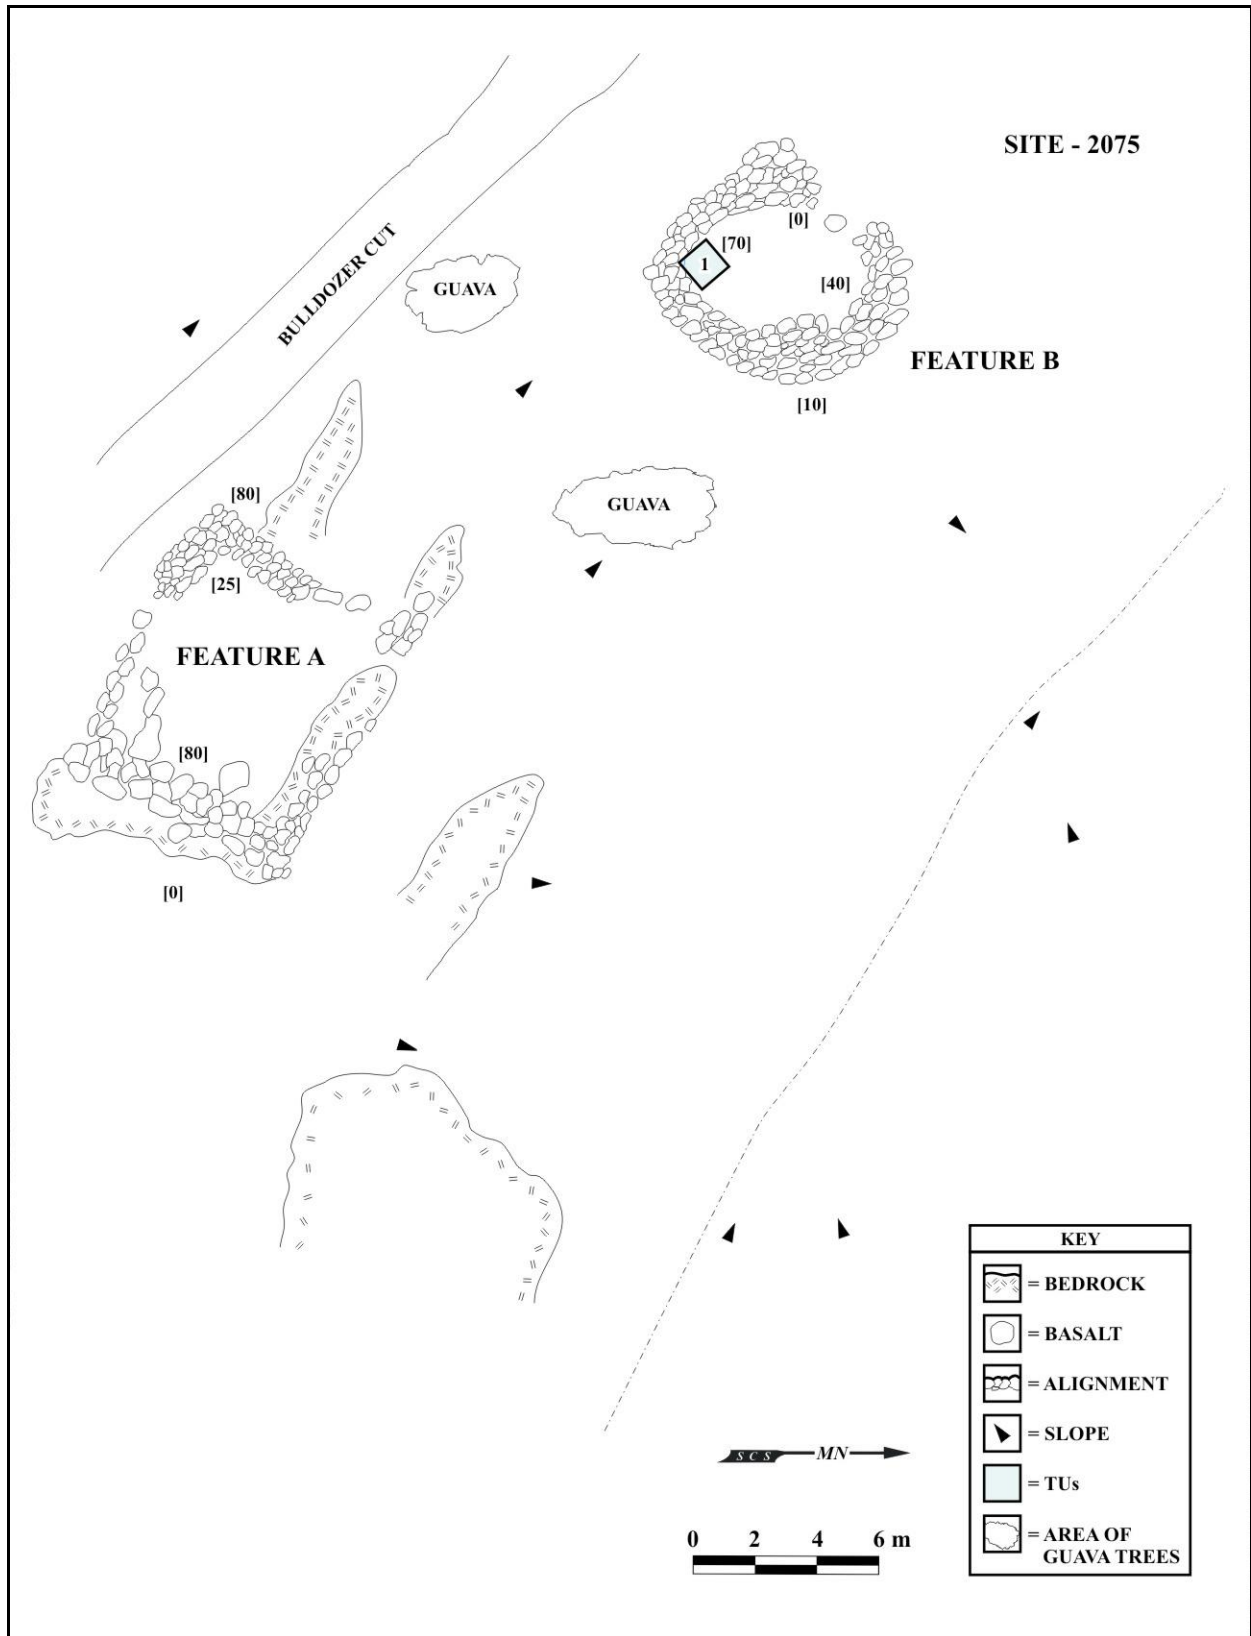 SITE - 2075
BULLDOZER CUT
GUAVA
[0]
[70]
1
[40]
FEATURE B
[10]
[80]
GUAVA
[25]
FEATURE A
[80]
[0]
KEY
= BEDROCK
= BASALT
= ALIGNMENT
= SLOPE
= TUs
= AREA OF
GUAVA TREES
S C S MN
0 2 4 6 m